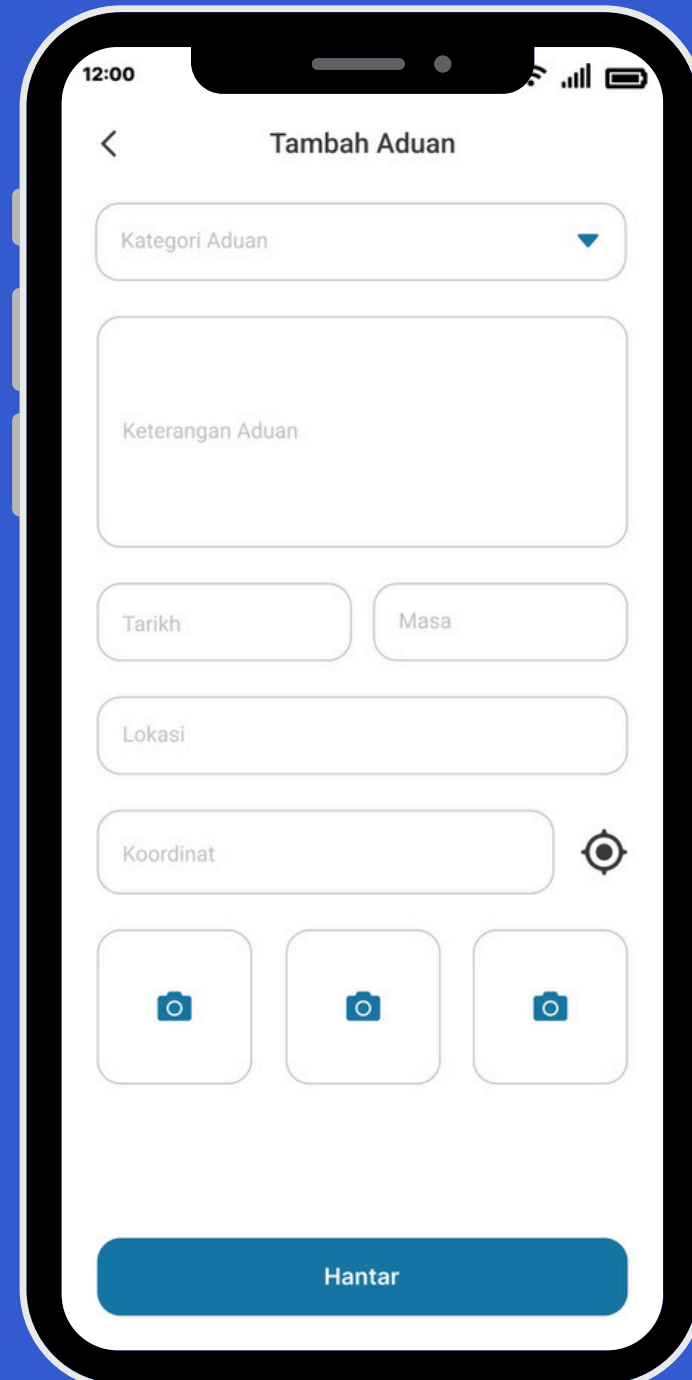 12:00
Tambah Aduan
Kategori Aduan
Keterangan Aduan
Tarikh
Masa
Lokasi
Koordinat
Hantar